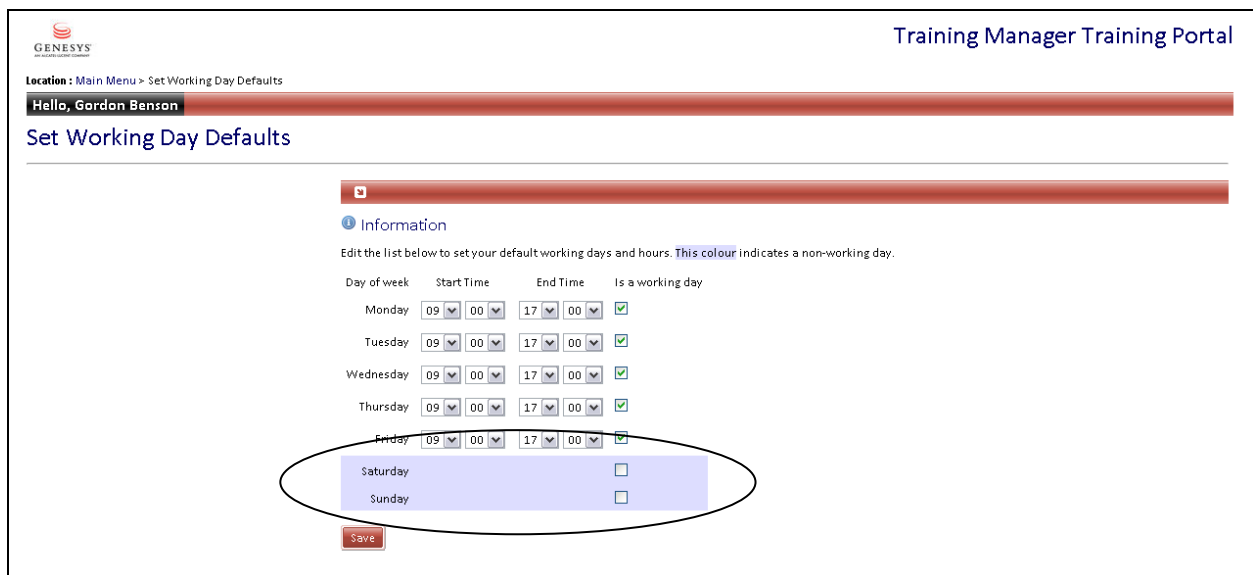 GENESYS
AN ALCATEL-LUCENT COMPANY
Training Manager Training Portal
Location : Main Menu > Set Working Day Defaults
Hello, Gordon Benson
Set Working Day Defaults
Information
Edit the list below to set your default working days and hours. This colour indicates a non-working day.
Day of week Start Time End Time Is a working day
Monday 09 00 17 00
Tuesday 09 00 17 00
Wednesday 09 00 17 00
Thursday 09 00 17 00
Friday 09 00 17 00
Saturday
Sunday
Save